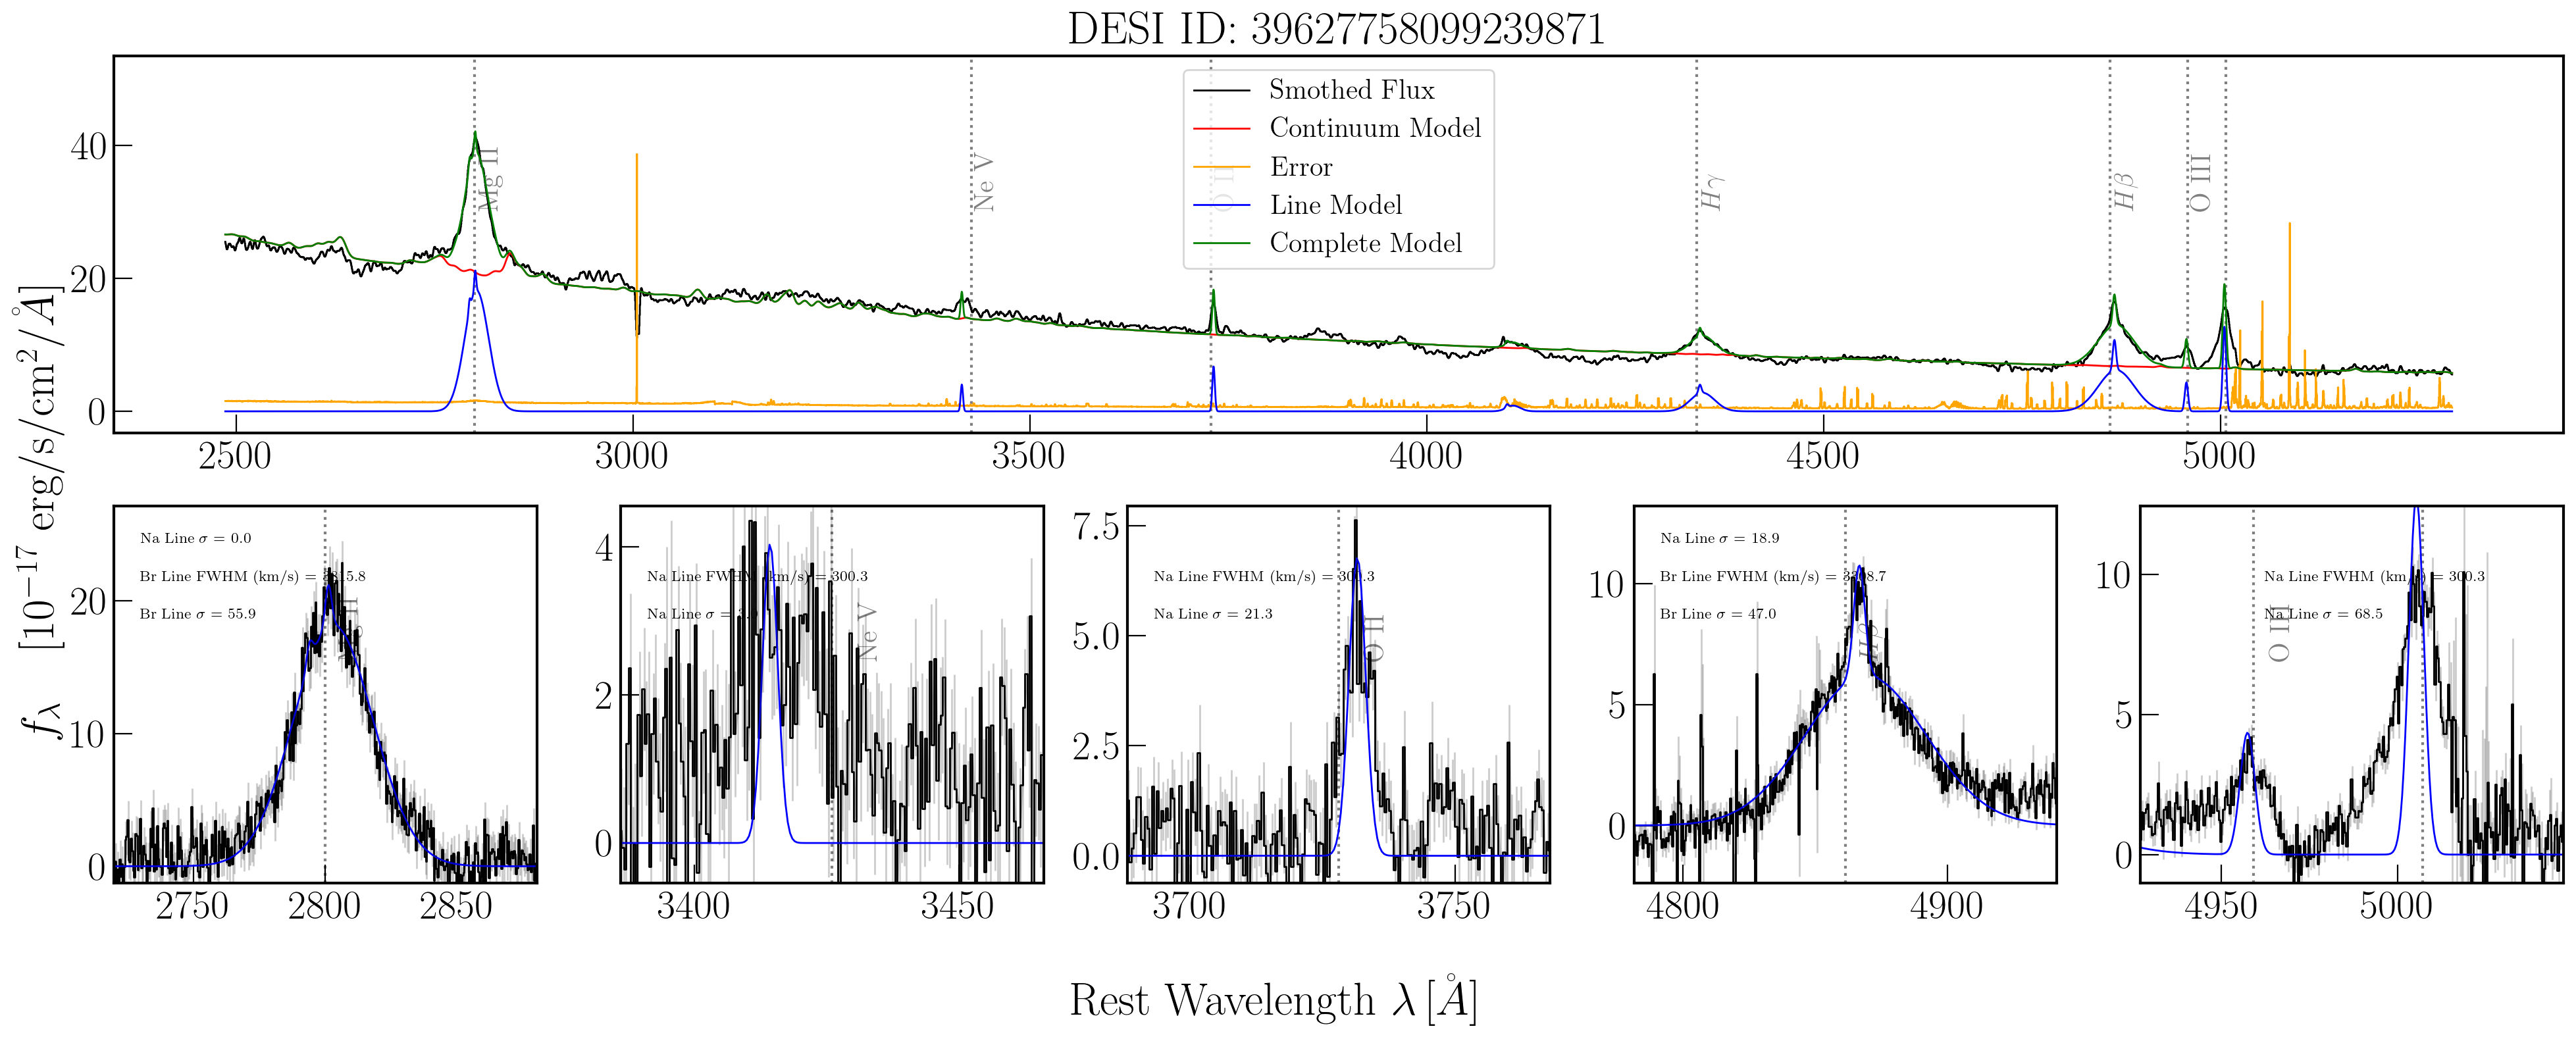 DESI ID: 39627758099239871
Smothed Flux
Continuum Model
Error
Line Model
Complete Model
Mg II
Ne V
O II
Hγ
Hβ
O III
40
20
0
2500 3000 3500 4000 4500 5000
fλ [10⁻¹⁷ erg/s/cm²/Å]
Na Line σ = 0.0
Br Line FWHM (km/s) =
Br Line σ = 55.9
20
10
0
2750 2800 2850
Na Line FWHM (km/s) = 300.3
Na Line σ =
Ne V
4
2
0
3400 3450
Na Line FWHM (km/s) = 300.3
Na Line σ = 21.3
O II
7.5
5.0
2.5
0.0
3700 3750
Na Line σ = 18.9
Br Line FWHM (km/s) =
Br Line σ = 47.0
Hβ
10
5
0
4800 4900
Na Line FWHM (km/s) = 300.3
Na Line σ = 68.5
O III
10
5
0
4950 5000
Rest Wavelength λ [Å]